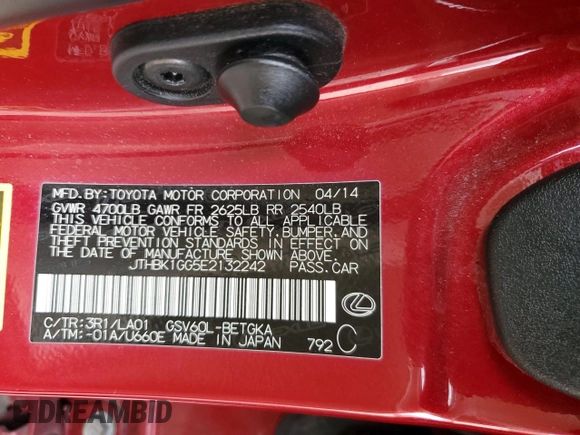 MFD.BY:TOYOTA MOTOR CORPORATION 04/14
GVWR 4700LB GAWR FR 2625LB RR 2540LB
THIS VEHICLE CONFORMS TO ALL APPLICABLE
FEDERAL MOTOR VEHICLE SAFETY,BUMPER,AND
THEFT PREVENTION STANDARDS IN EFFECT ON
THE DATE OF MANUFACTURE SHOWN ABOVE.
JTHBK1GG5E2132242 PASS.CAR
C/TR:3R1/LA01 GSV60L-BETGKA
A/TM:-01A/U660E MADE IN JAPAN 792 C
DREAMBID